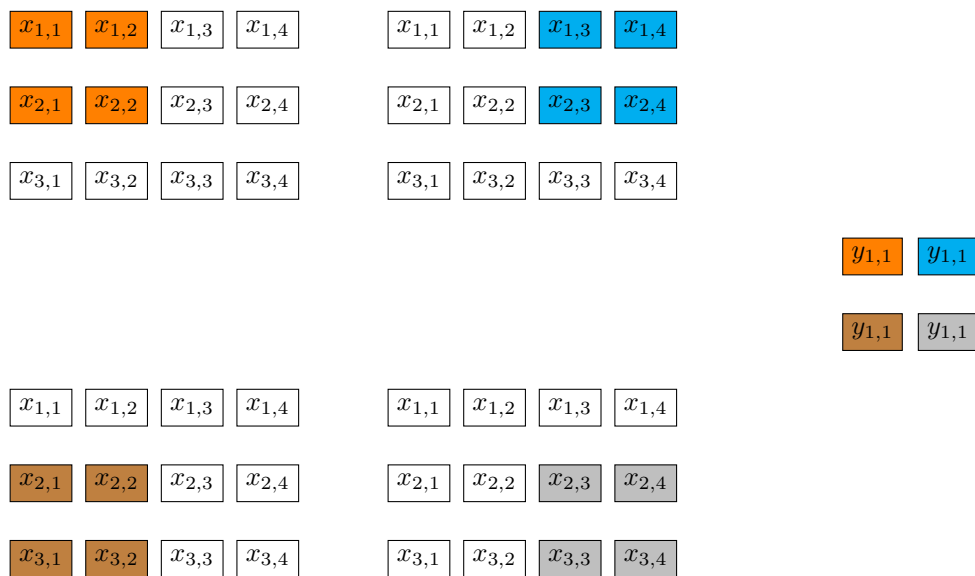 x1,1 x1,2 x1,3 x1,4 x1,1 x1,2 x1,3 x1,4
x2,1 x2,2 x2,3 x2,4 x2,1 x2,2 x2,3 x2,4
x3,1 x3,2 x3,3 x3,4 x3,1 x3,2 x3,3 x3,4
y1,1 y1,1
y1,1 y1,1
x1,1 x1,2 x1,3 x1,4 x1,1 x1,2 x1,3 x1,4
x2,1 x2,2 x2,3 x2,4 x2,1 x2,2 x2,3 x2,4
x3,1 x3,2 x3,3 x3,4 x3,1 x3,2 x3,3 x3,4